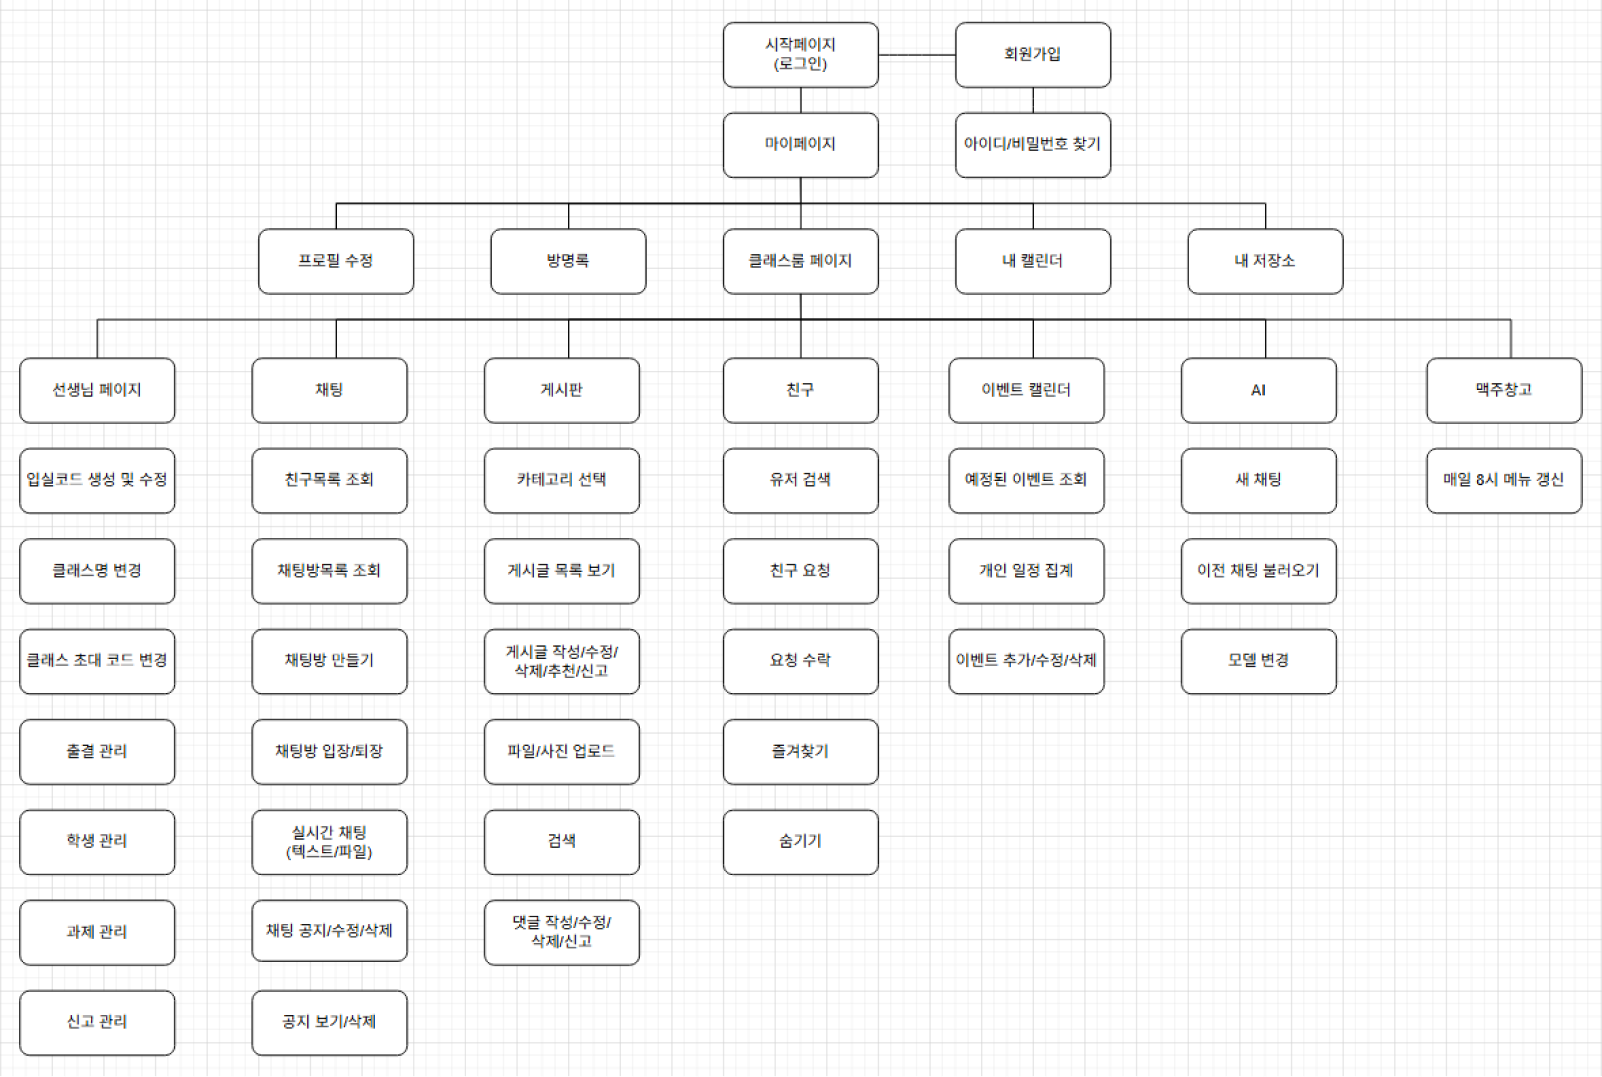 시작페이지
(로그인)
회원가입
마이페이지
아이디/비밀번호 찾기
프로필 수정
방명록
클래스룸 페이지
내 캘린더
내 저장소
선생님 페이지
채팅
게시판
친구
이벤트 캘린더
AI
맥주창고
입실코드 생성 및 수정
친구목록 조회
카테고리 선택
유저 검색
예정된 이벤트 조회
새 채팅
매일 8시 메뉴 갱신
클래스명 변경
채팅방목록 조회
게시글 목록 보기
친구 요청
개인 일정 집계
이전 채팅 불러오기
클래스 초대 코드 변경
채팅방 만들기
게시글 작성/수정/
삭제/추천/신고
요청 수락
이벤트 추가/수정/삭제
모델 변경
출결 관리
채팅방 입장/퇴장
파일/사진 업로드
즐겨찾기
학생 관리
실시간 채팅
(텍스트/파일)
검색
숨기기
과제 관리
채팅 공지/수정/삭제
댓글 작성/수정/
삭제/신고
신고 관리
공지 보기/삭제